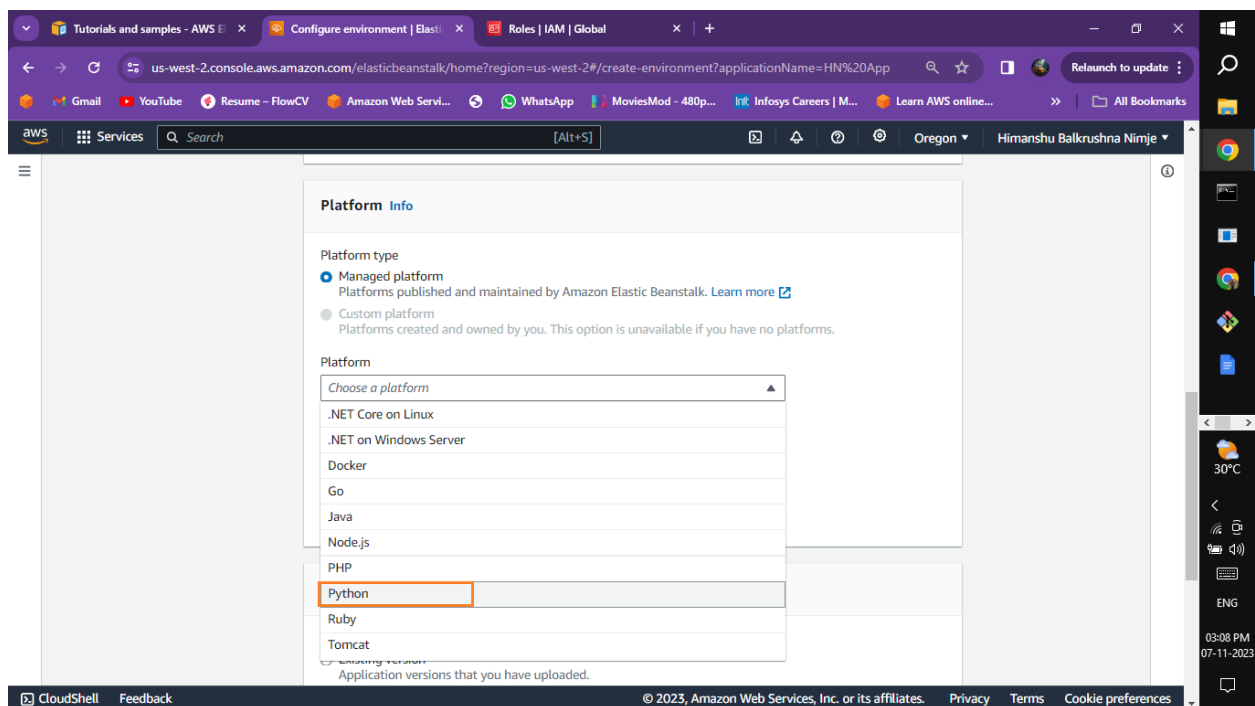 Tutorials and samples - AWS El
Configure environment | Elasti
Roles | IAM | Global
us-west-2.console.aws.amazon.com/elasticbeanstalk/home?region=us-west-2#/create-environment?applicationName=HN%20App
Relaunch to update
Gmail
YouTube
Resume – FlowCV
Amazon Web Servi...
WhatsApp
MoviesMod - 480p...
Infosys Careers | M...
Learn AWS online...
»
All Bookmarks
aws
Services
Search
[Alt+S]
Oregon
Himanshu Balkrushna Nimje
Platform Info
Platform type
Managed platform
Platforms published and maintained by Amazon Elastic Beanstalk. Learn more
Custom platform
Platforms created and owned by you. This option is unavailable if you have no platforms.
Platform
Choose a platform
.NET Core on Linux
.NET on Windows Server
Docker
Go
Java
Node.js
PHP
Python
Ruby
Tomcat
Existing version
Application versions that you have uploaded.
CloudShell
Feedback
© 2023, Amazon Web Services, Inc. or its affiliates.
Privacy
Terms
Cookie preferences
30°C
ENG
03:08 PM
07-11-2023